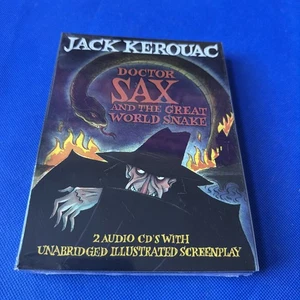 JACK KEROUAC
DOCTOR
SAX
AND THE GREAT
WORLD SNAKE
2 AUDIO CD'S WITH
UNABRIDGED ILLUSTRATED SCREENPLAY